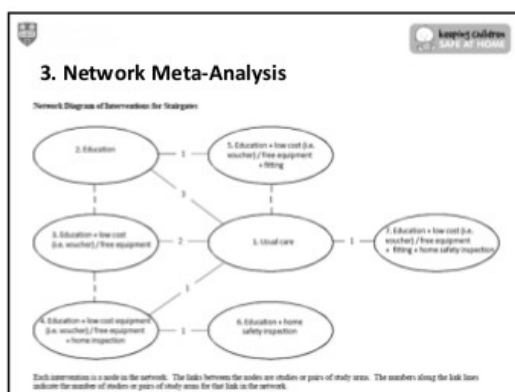 keeping children
SAFE AT HOME
3. Network Meta-Analysis
Network Diagram of Interventions for Stairgates
2. Education
1
5. Education + low cost (i.e.
voucher) / free equipment
+ fitting
3
3. Education + low cost
(i.e. voucher) / free equipment
2
1. Usual care
1
7. Education + low cost (i.e.
voucher) / free equipment
+ fitting + home safety inspection
1
4. Education + low cost equipment
(i.e. voucher) / free equipment
+ home inspection
1
6. Education + home
safety inspection
Each intervention is a node in the network. The links between the nodes are studies or pairs of study arms. The numbers along the link lines
indicate the number of studies or pairs of study arms for that link in the network.